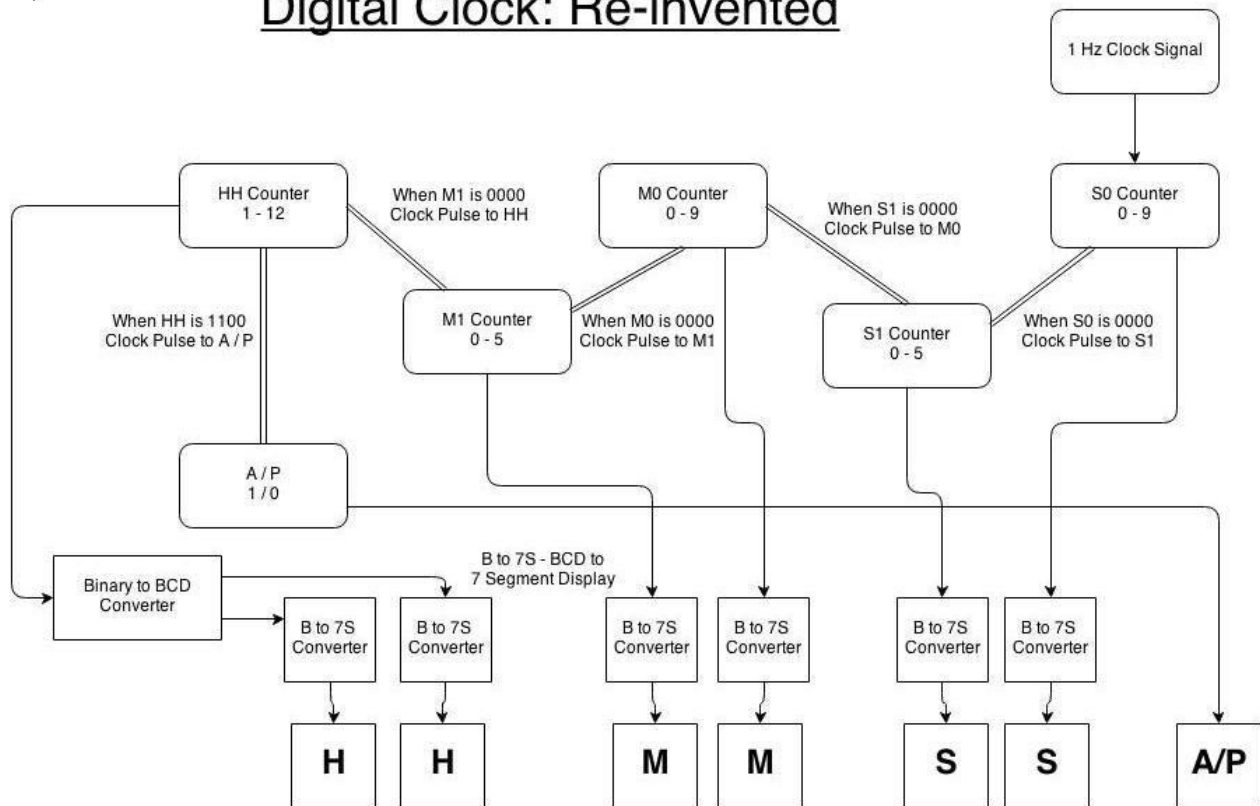 Digital Clock: Re-invented
1 Hz Clock Signal
HH Counter
1 - 12
When M1 is 0000
Clock Pulse to HH
M0 Counter
0 - 9
When S1 is 0000
Clock Pulse to M0
S0 Counter
0 - 9
When HH is 1100
Clock Pulse to A / P
M1 Counter
0 - 5
When M0 is 0000
Clock Pulse to M1
S1 Counter
0 - 5
When S0 is 0000
Clock Pulse to S1
A / P
1 / 0
Binary to BCD
Converter
B to 7S - BCD to
7 Segment Display
B to 7S
Converter
B to 7S
Converter
B to 7S
Converter
B to 7S
Converter
B to 7S
Converter
B to 7S
Converter
H
H
M
M
S
S
A/P